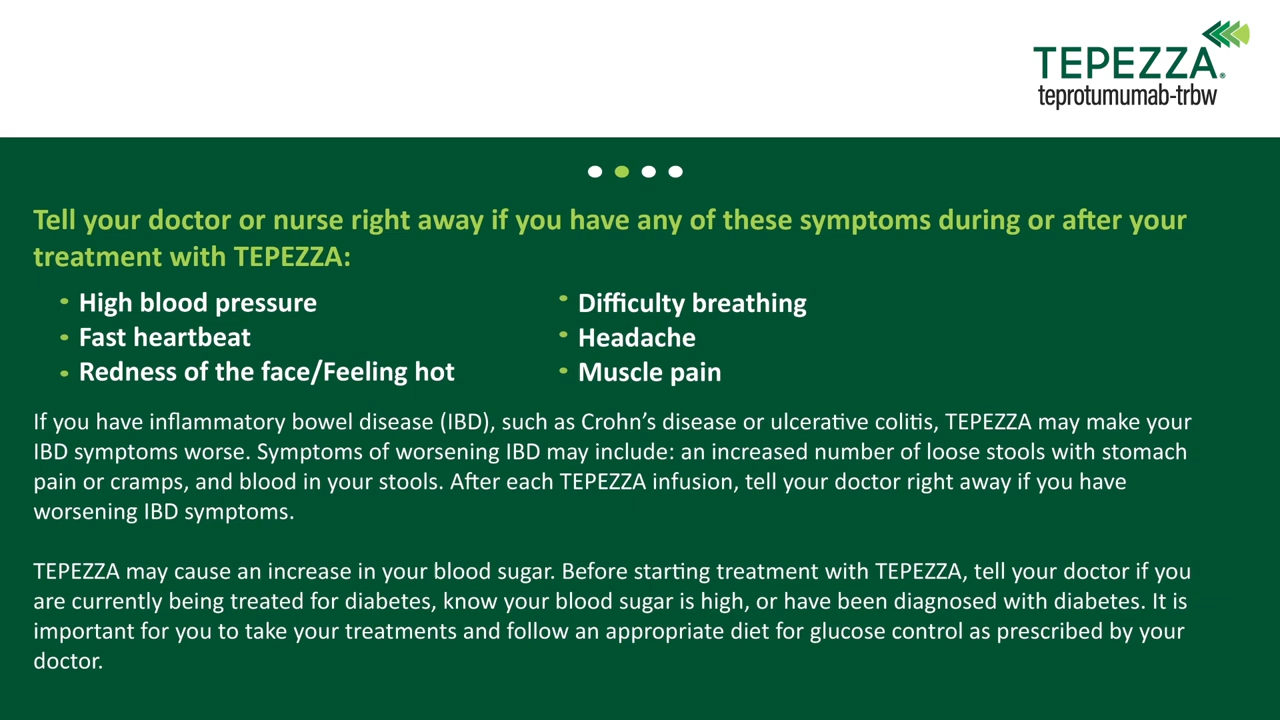 TEPEZZA®
teprotumumab-trbw
Tell your doctor or nurse right away if you have any of these symptoms during or after your
treatment with TEPEZZA:
• High blood pressure
• Fast heartbeat
• Redness of the face/Feeling hot
• Difficulty breathing
• Headache
• Muscle pain
If you have inflammatory bowel disease (IBD), such as Crohn’s disease or ulcerative colitis, TEPEZZA may make your
IBD symptoms worse. Symptoms of worsening IBD may include: an increased number of loose stools with stomach
pain or cramps, and blood in your stools. After each TEPEZZA infusion, tell your doctor right away if you have
worsening IBD symptoms.
TEPEZZA may cause an increase in your blood sugar. Before starting treatment with TEPEZZA, tell your doctor if you
are currently being treated for diabetes, know your blood sugar is high, or have been diagnosed with diabetes. It is
important for you to take your treatments and follow an appropriate diet for glucose control as prescribed by your
doctor.